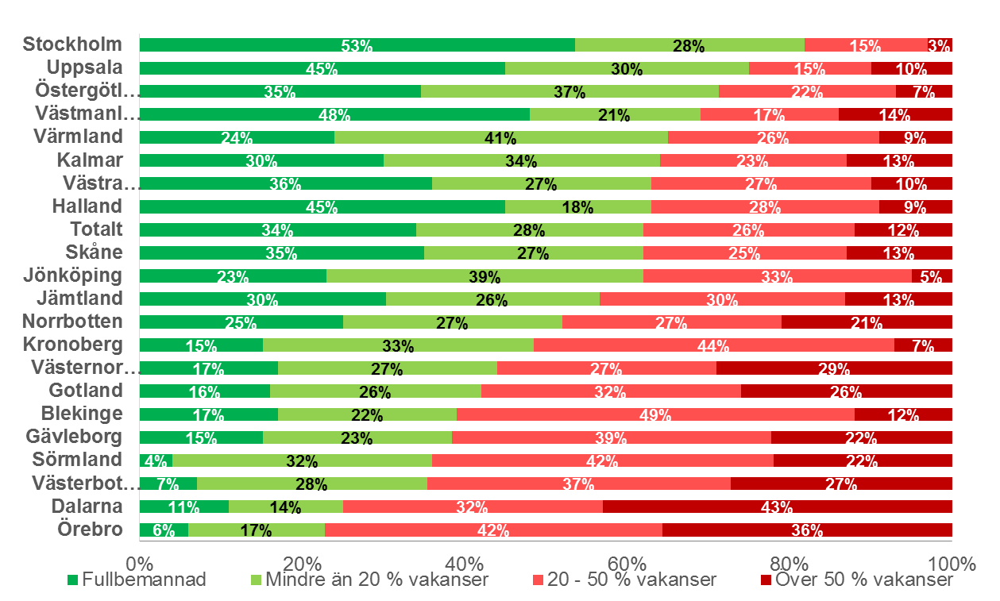 Stockholm 53% 28% 15% 3%
Uppsala 45% 30% 15% 10%
Östergötl… 35% 37% 22% 7%
Västmanl… 48% 21% 17% 14%
Värmland 24% 41% 26% 9%
Kalmar 30% 34% 23% 13%
Västra… 36% 27% 27% 10%
Halland 45% 18% 28% 9%
Totalt 34% 28% 26% 12%
Skåne 35% 27% 25% 13%
Jönköping 23% 39% 33% 5%
Jämtland 30% 26% 30% 13%
Norrbotten 25% 27% 27% 21%
Kronoberg 15% 33% 44% 7%
Västernor… 17% 27% 27% 29%
Gotland 16% 26% 32% 26%
Blekinge 17% 22% 49% 12%
Gävleborg 15% 23% 39% 22%
Sörmland 4% 32% 42% 22%
Västerbot… 7% 28% 37% 27%
Dalarna 11% 14% 32% 43%
Örebro 6% 17% 42% 36%
0% 20% 40% 60% 80% 100%
Fullbemannad Mindre än 20 % vakanser 20 - 50 % vakanser Över 50 % vakanser